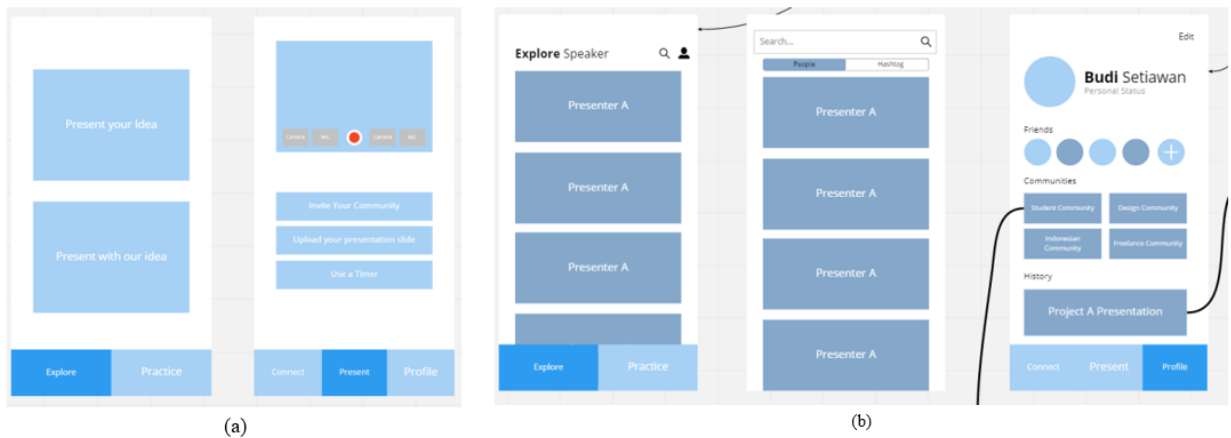 Present your Idea
Present with our idea
Explore
Practice
Camera
MIC
Camera
MIC
Invite Your Community
Upload your presentation slide
Use a Timer
Connect
Present
Profile
(a)
Explore Speaker
Presenter A
Presenter A
Presenter A
Explore
Practice
Search...
People
Hashtag
Presenter A
Presenter A
Presenter A
Presenter A
Edit
Budi Setiawan
Personal Status
Friends
Communities
Student Community
Design Community
Indonesian
Community
Freelance Community
History
Project A Presentation
Connect
Present
Profile
(b)